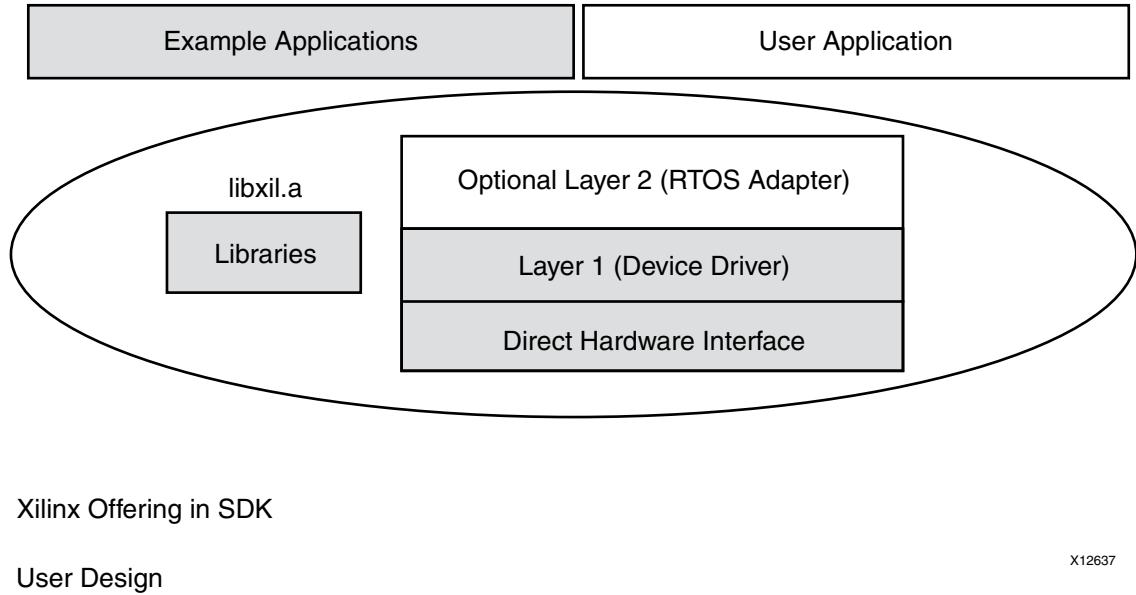 Example Applications
User Application
libxil.a
Libraries
Optional Layer 2 (RTOS Adapter)
Layer 1 (Device Driver)
Direct Hardware Interface
Xilinx Offering in SDK
User Design
X12637